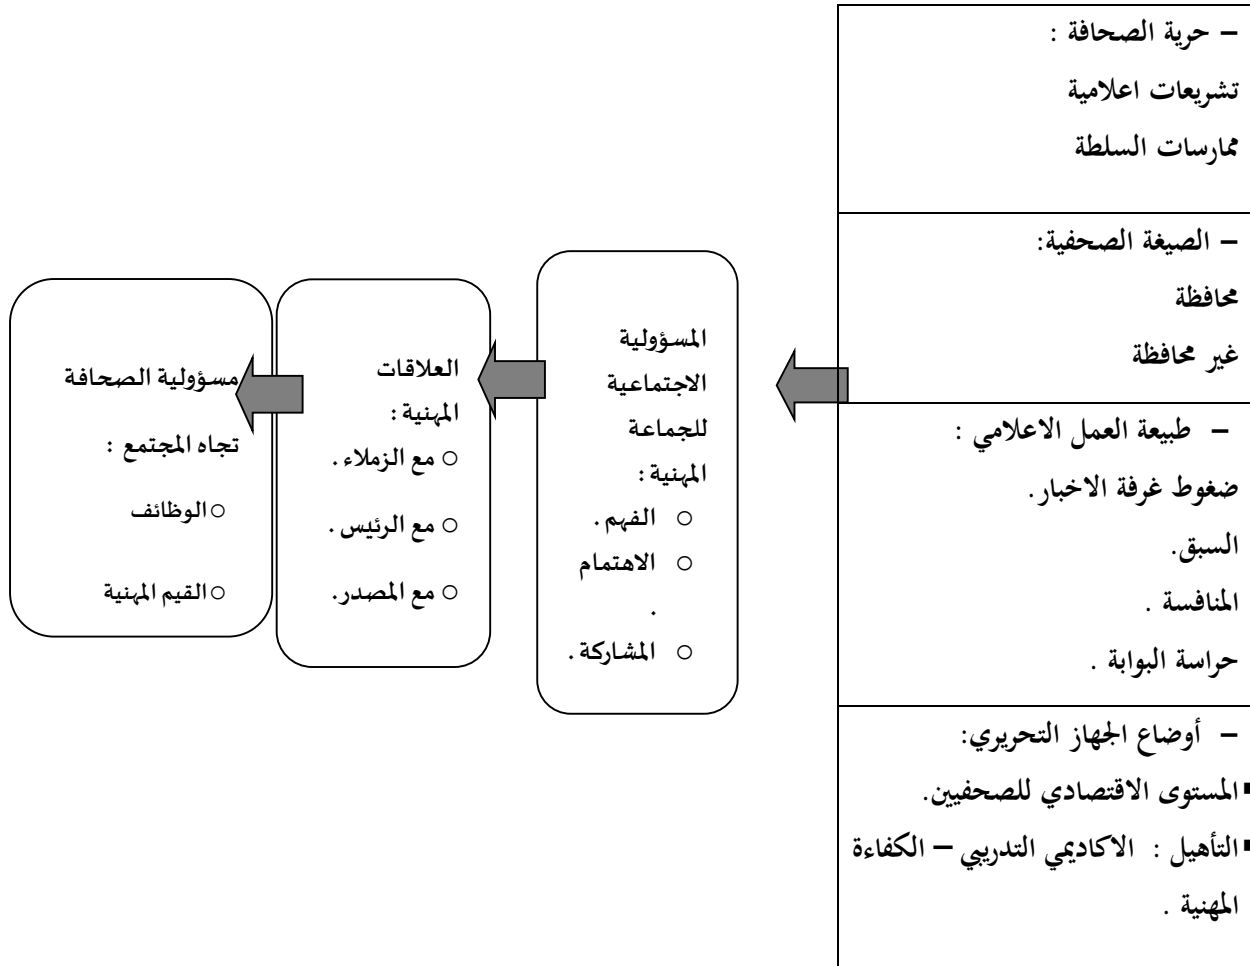 – حرية الصحافة :
تشريعات اعلامية
ممارسات السلطة
– الصيغة الصحفية:
محافظة
غير محافظة
– طبيعة العمل الاعلامي :
ضغوط غرفة الاخبار.
السبق.
المنافسة .
حراسة البوابة .
– أوضاع الجهاز التحريري:
▪المستوى الاقتصادي للصحفيين.
▪التأهيل : الاكاديمي التدريبي – الكفاءة
المهنية .
المسؤولية
الاجتماعية
للجماعة
المهنية :
○ الفهم .
○ الاهتمام
.
○ المشاركة .
العلاقات
المهنية :
○ مع الزملاء .
○ مع الرئيس .
○ مع المصدر.
مسؤولية الصحافة
تجاه المجتمع :
○ الوظائف
○ القيم المهنية